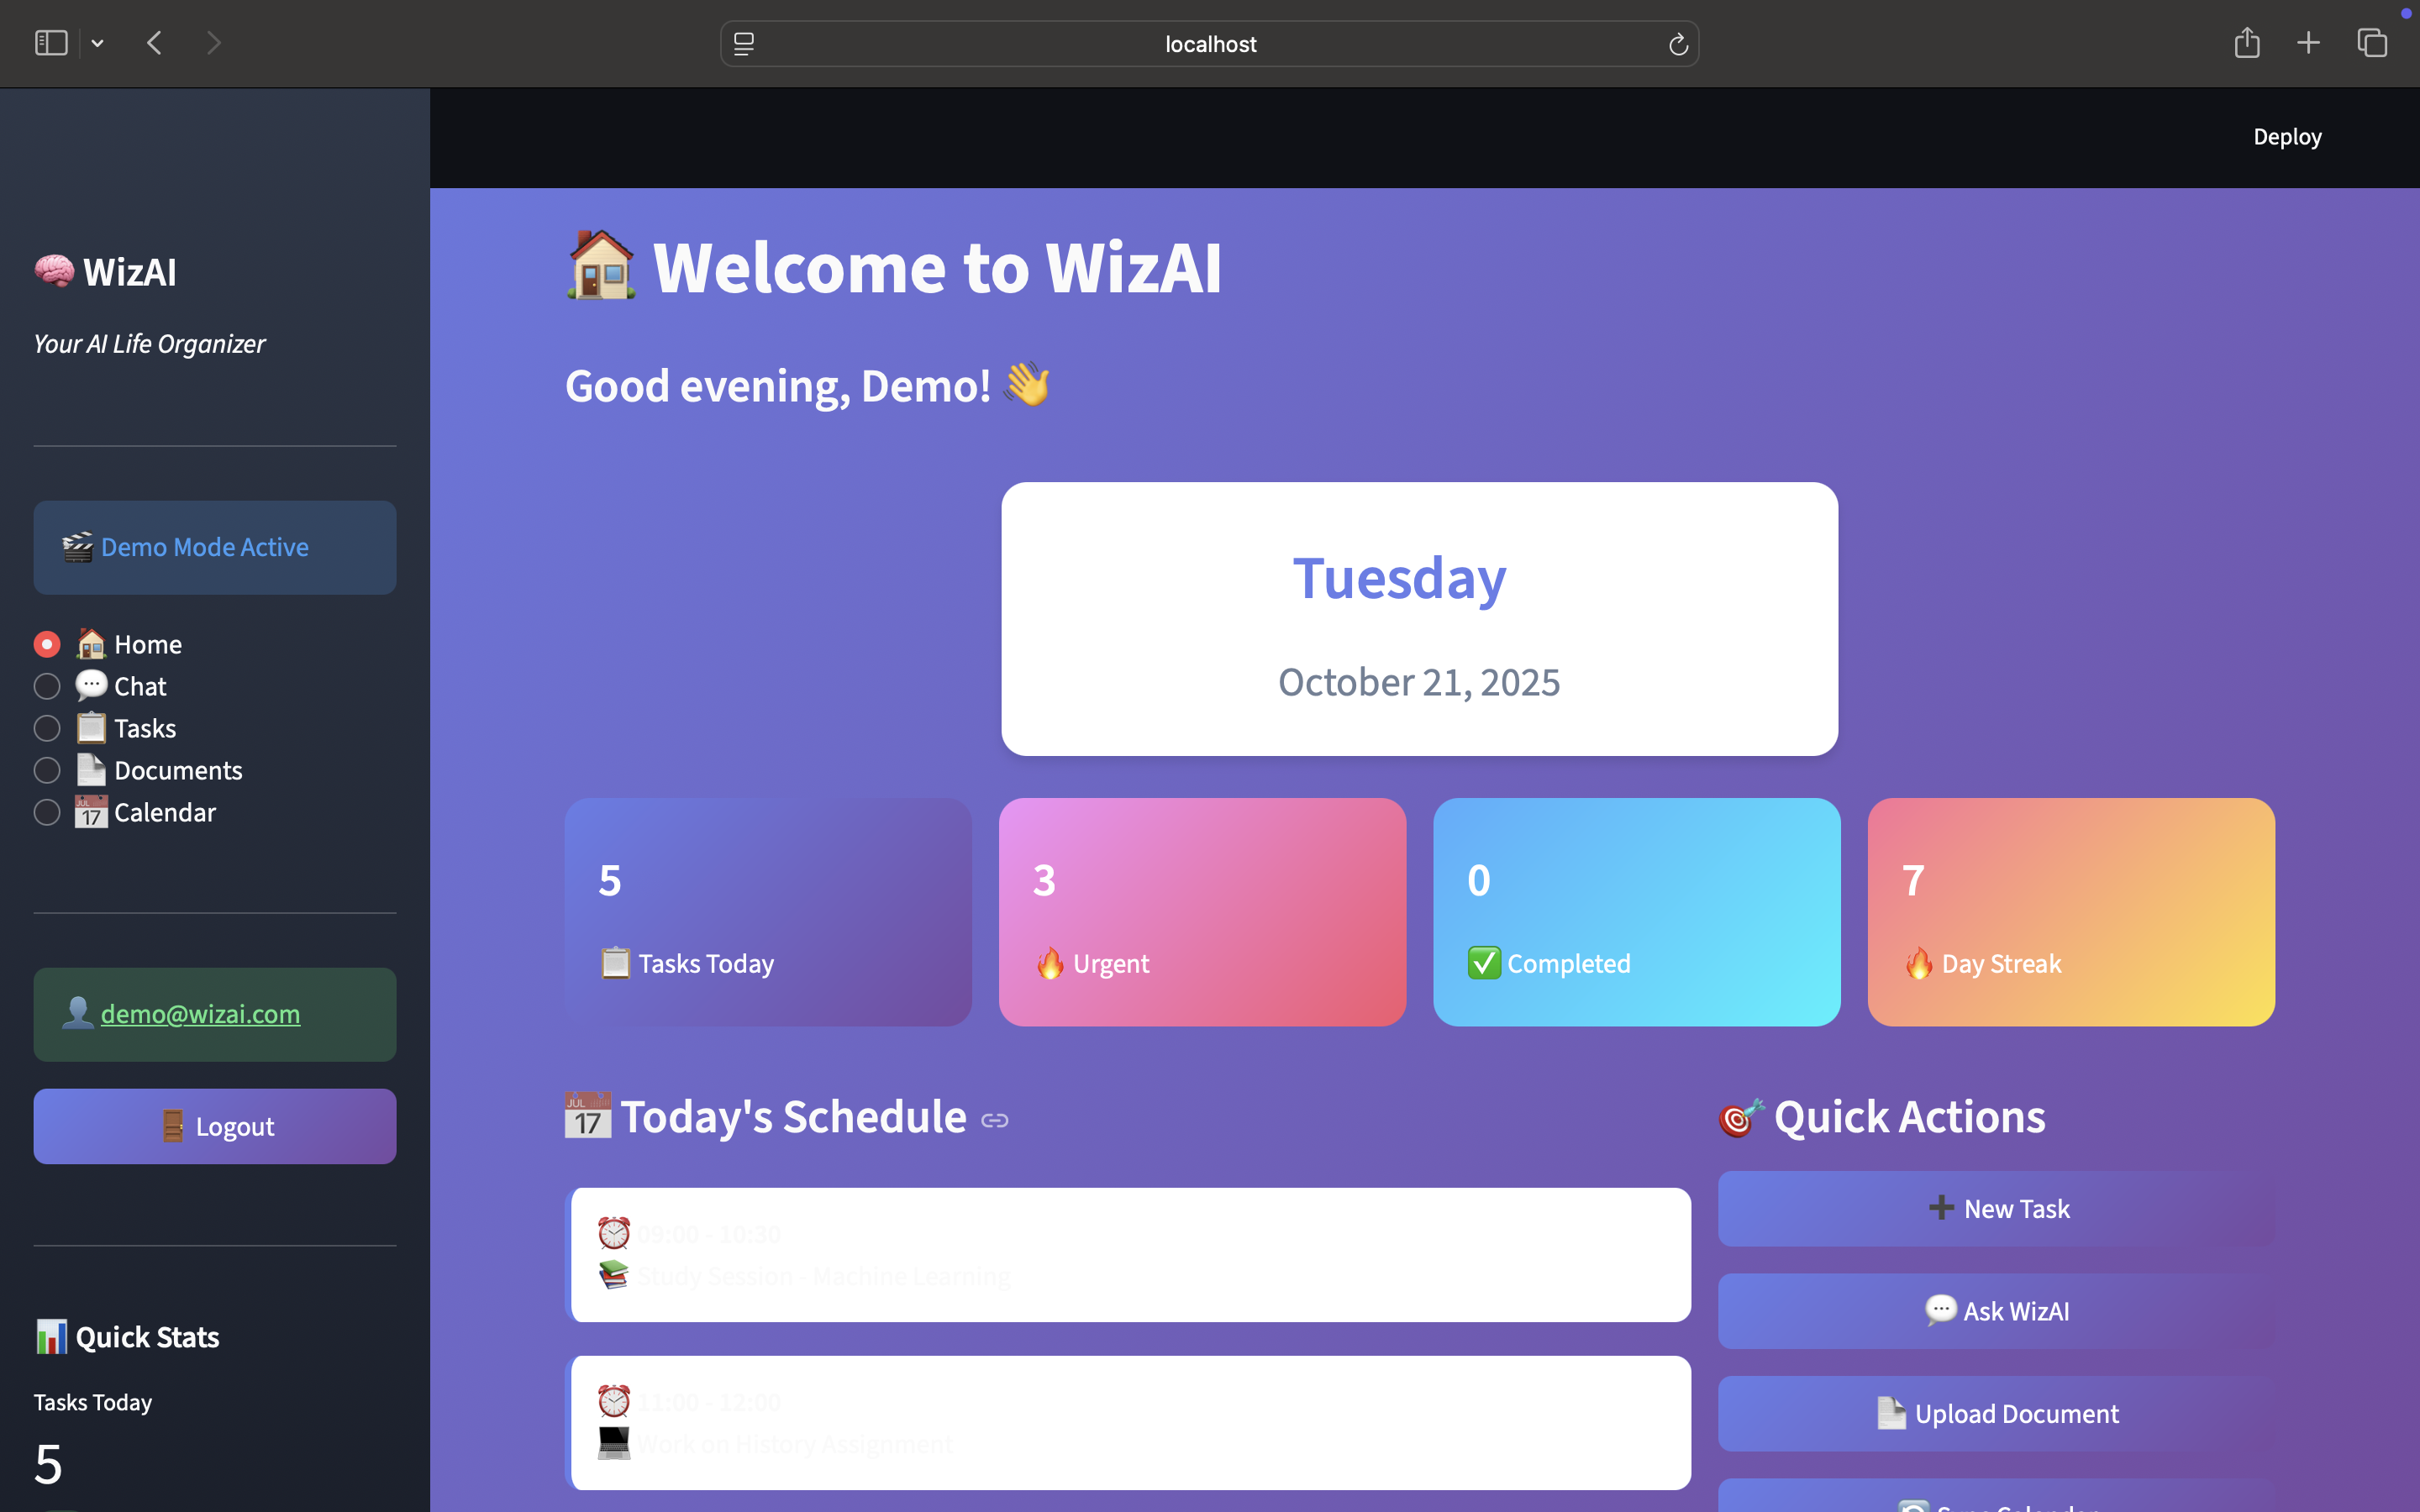 localhost
Deploy
WizAI
Your AI Life Organizer
Demo Mode Active
Home
Chat
Tasks
Documents
Calendar
demo@wizai.com
Logout
Quick Stats
Tasks Today
5
Welcome to WizAI
Good evening, Demo!
Tuesday
October 21, 2025
5
Tasks Today
3
Urgent
0
Completed
7
Day Streak
Today's Schedule
09:00 - 10:30
Study Session - Machine Learning
11:00 - 12:00
Work on History Assignment
Quick Actions
New Task
Ask WizAI
Upload Document